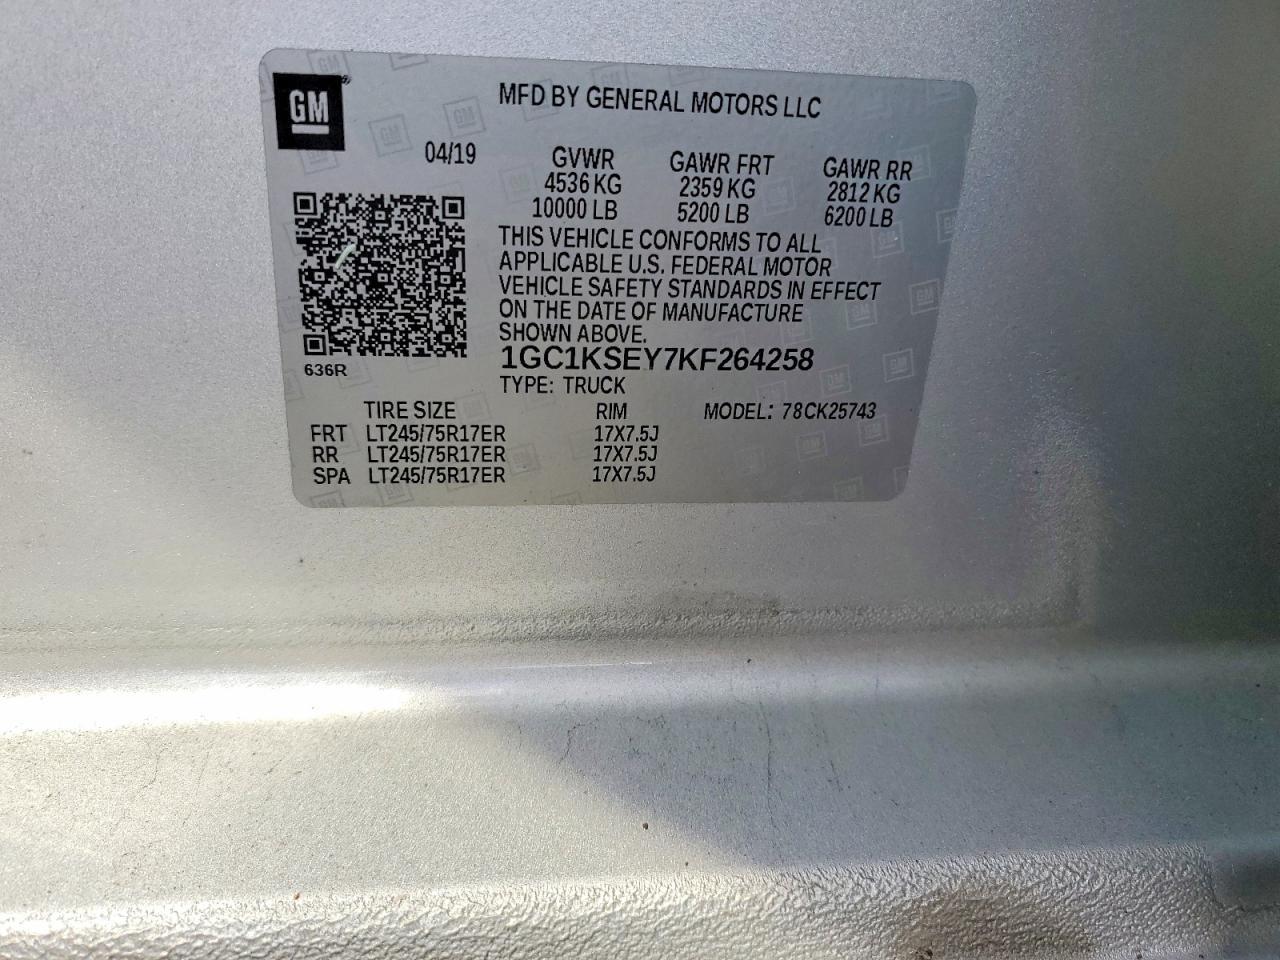 GM
MFD BY GENERAL MOTORS LLC
04/19
GVWR GAWR FRT GAWR RR
4536 KG 2359 KG 2812 KG
10000 LB 5200 LB 6200 LB
THIS VEHICLE CONFORMS TO ALL
APPLICABLE U.S. FEDERAL MOTOR
VEHICLE SAFETY STANDARDS IN EFFECT
ON THE DATE OF MANUFACTURE
SHOWN ABOVE.
636R
1GC1KSEY7KF264258
TYPE: TRUCK
TIRE SIZE RIM MODEL: 78CK25743
FRT LT245/75R17ER 17X7.5J
RR LT245/75R17ER 17X7.5J
SPA LT245/75R17ER 17X7.5J